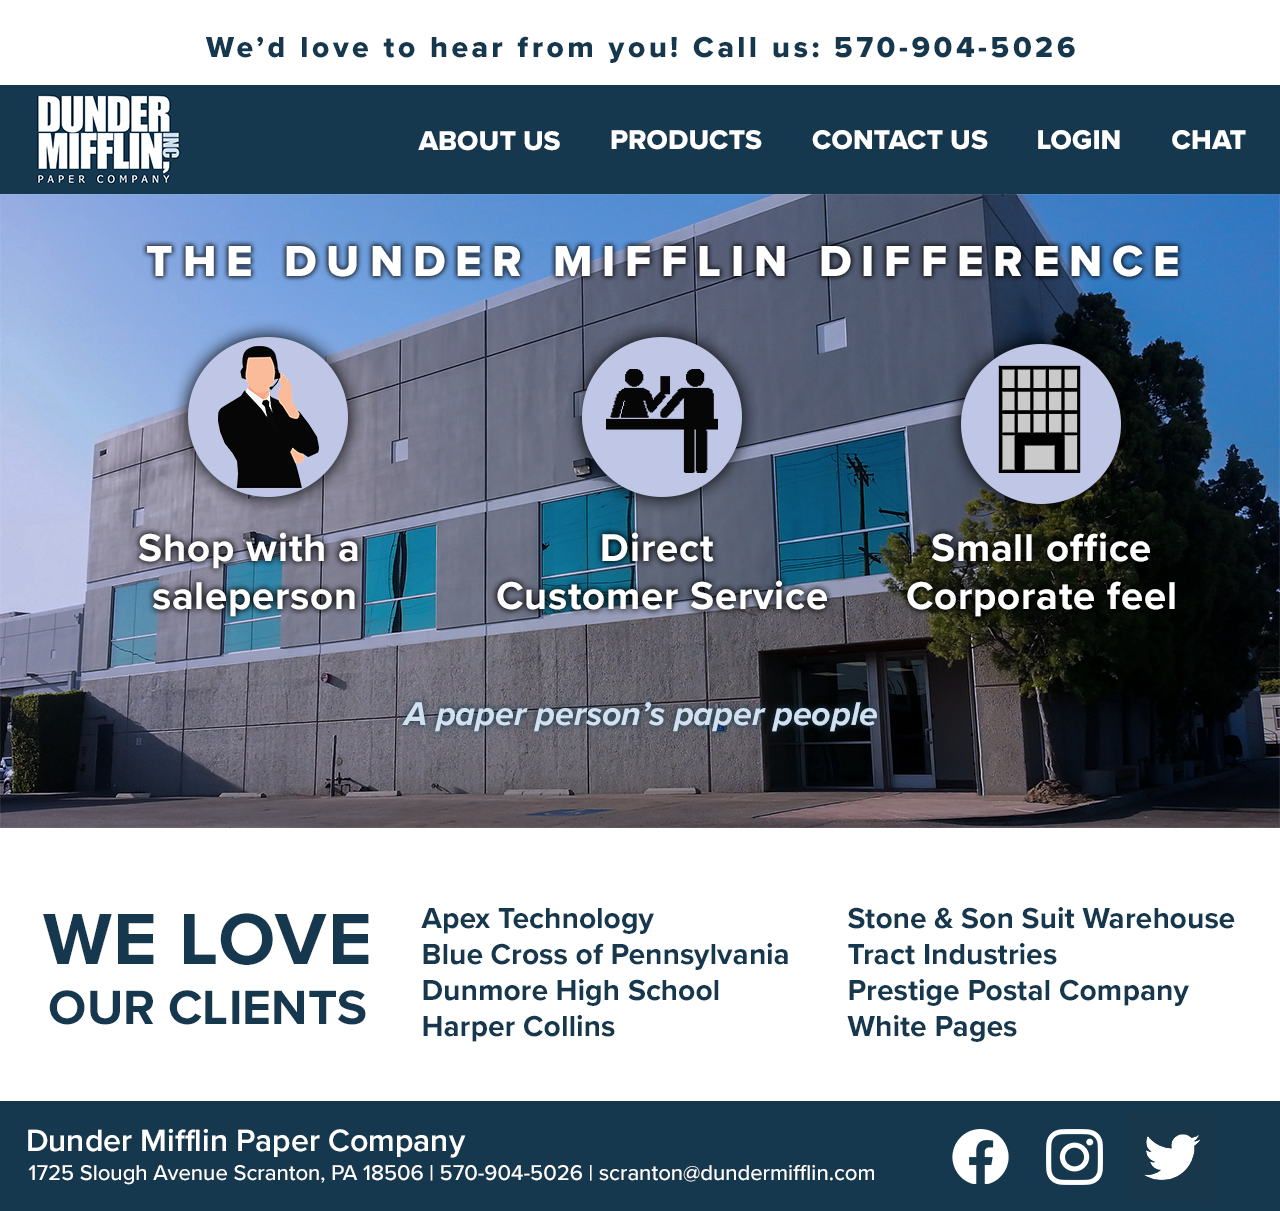 We’d love to hear from you! Call us: 570-904-5026
DUNDER
MIFFLIN, INC
PAPER COMPANY
ABOUT US PRODUCTS CONTACT US LOGIN CHAT
THE DUNDER MIFFLIN DIFFERENCE
Shop with a
saleperson
Direct
Customer Service
Small office
Corporate feel
A paper person’s paper people
WE LOVE
OUR CLIENTS
Apex Technology
Blue Cross of Pennsylvania
Dunmore High School
Harper Collins
Stone & Son Suit Warehouse
Tract Industries
Prestige Postal Company
White Pages
Dunder Mifflin Paper Company
1725 Slough Avenue Scranton, PA 18506 | 570-904-5026 | scranton@dundermifflin.com